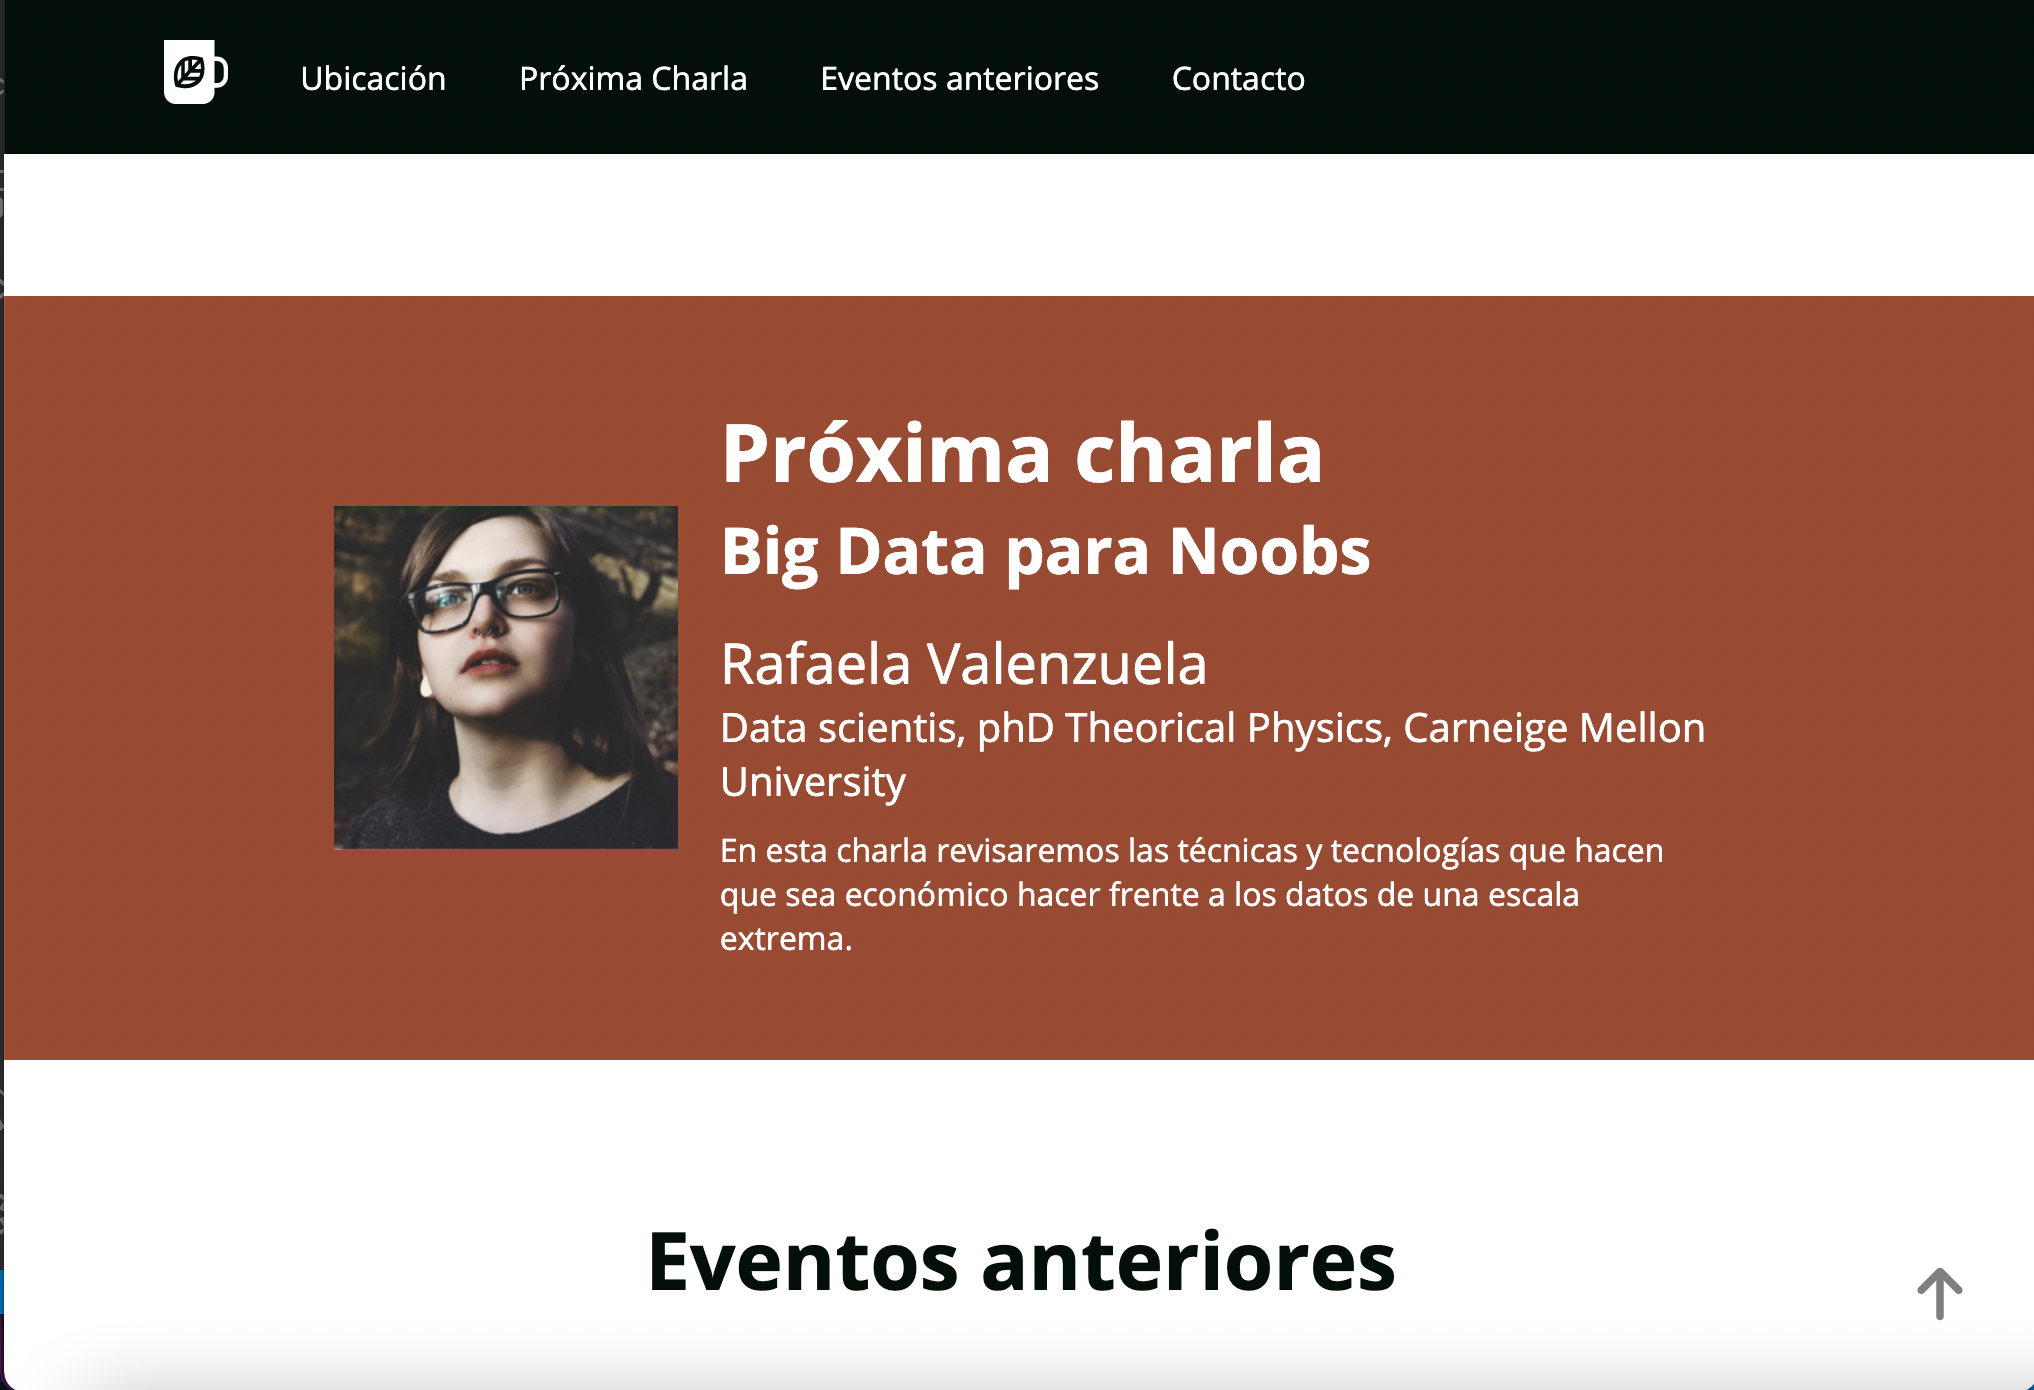 Ubicación
Próxima Charla
Eventos anteriores
Contacto
Próxima charla
Big Data para Noobs
Rafaela Valenzuela
Data scientis, phD Theorical Physics, Carneige Mellon
University
En esta charla revisaremos las técnicas y tecnologías que hacen
que sea económico hacer frente a los datos de una escala
extrema.
Eventos anteriores